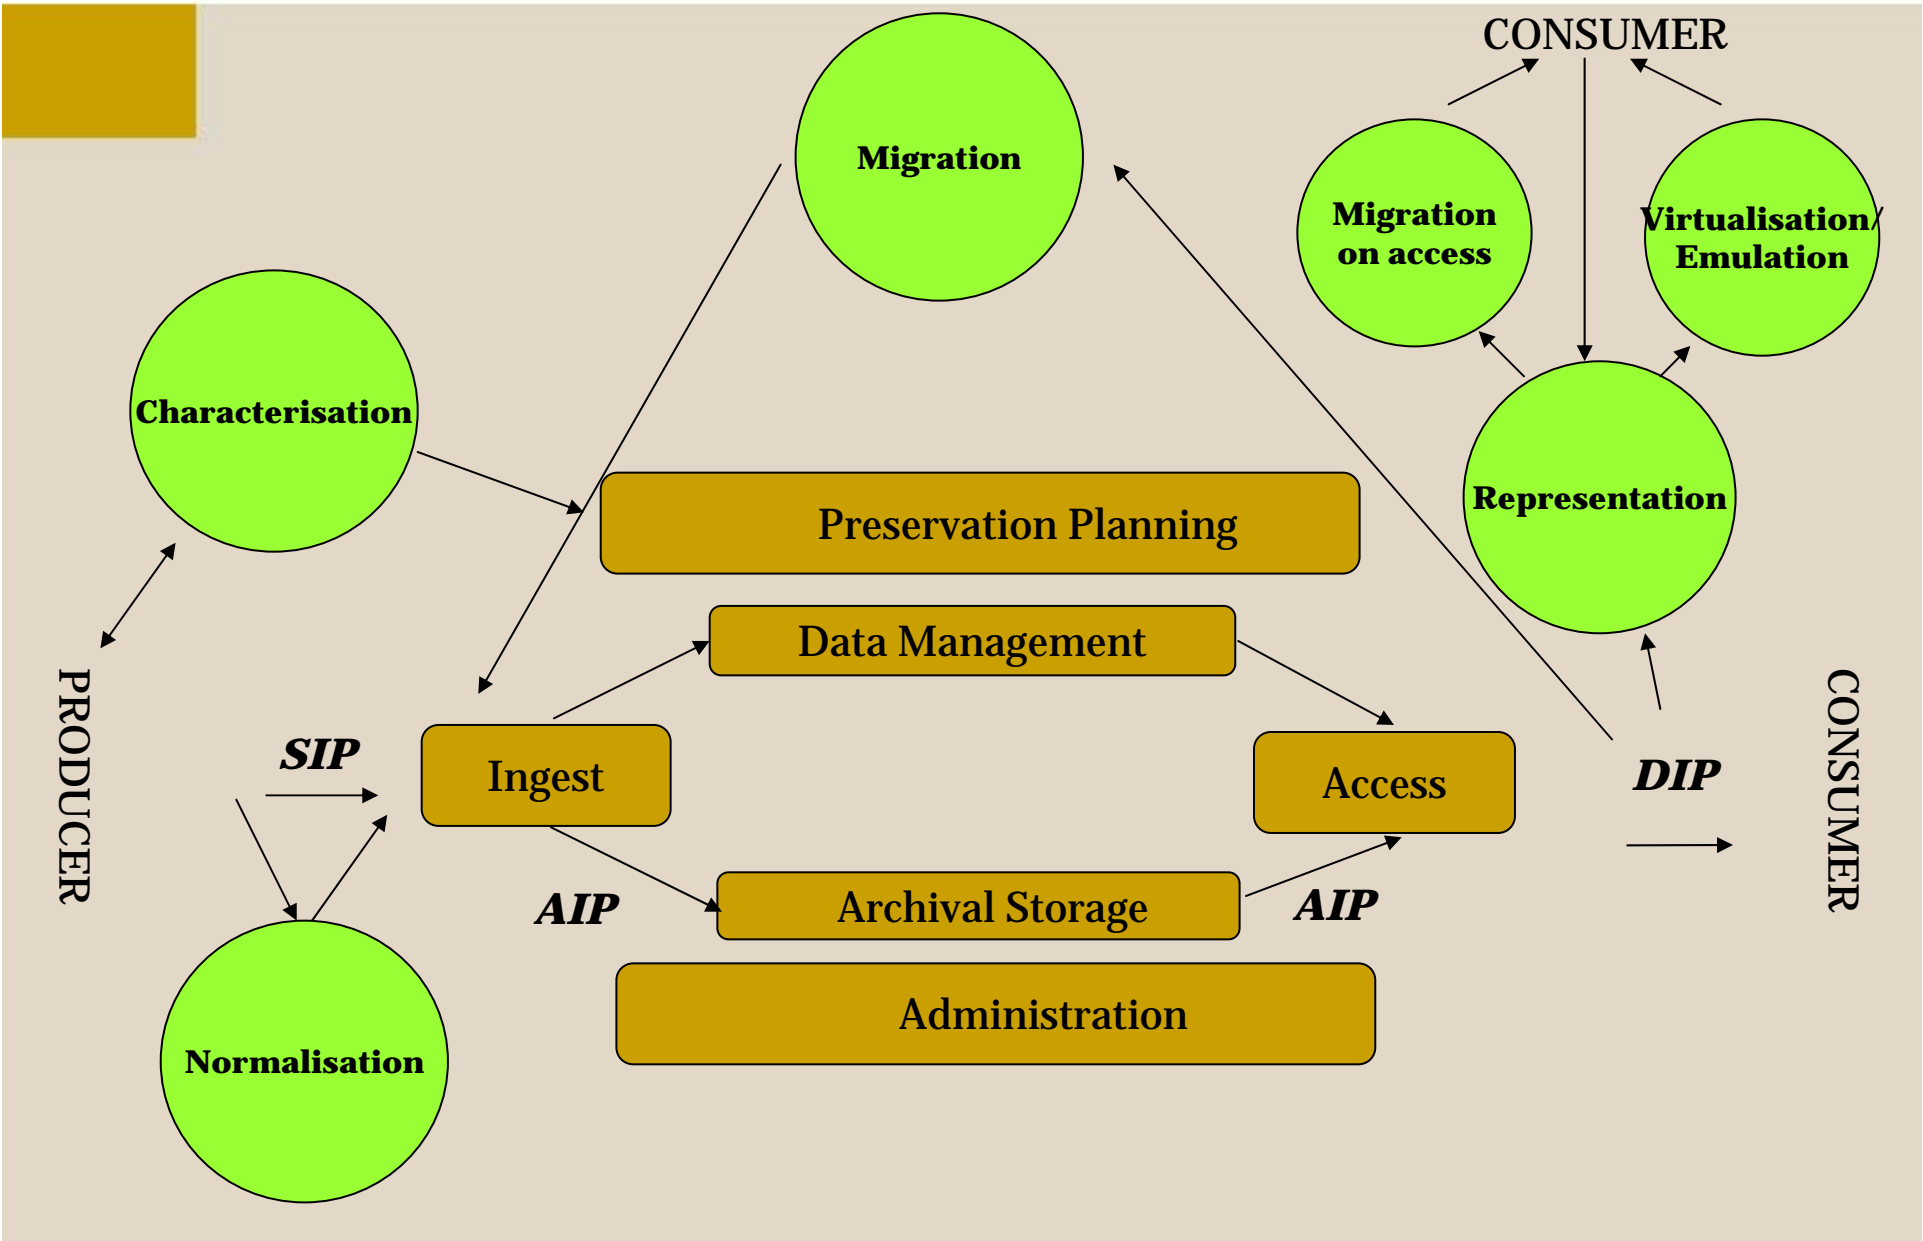 CONSUMER
Migration
Migration
on access
Virtualisation/
Emulation
Characterisation
Representation
Preservation Planning
Data Management
PRODUCER
SIP
Ingest
Access
DIP
CONSUMER
AIP
Archival Storage
AIP
Administration
Normalisation